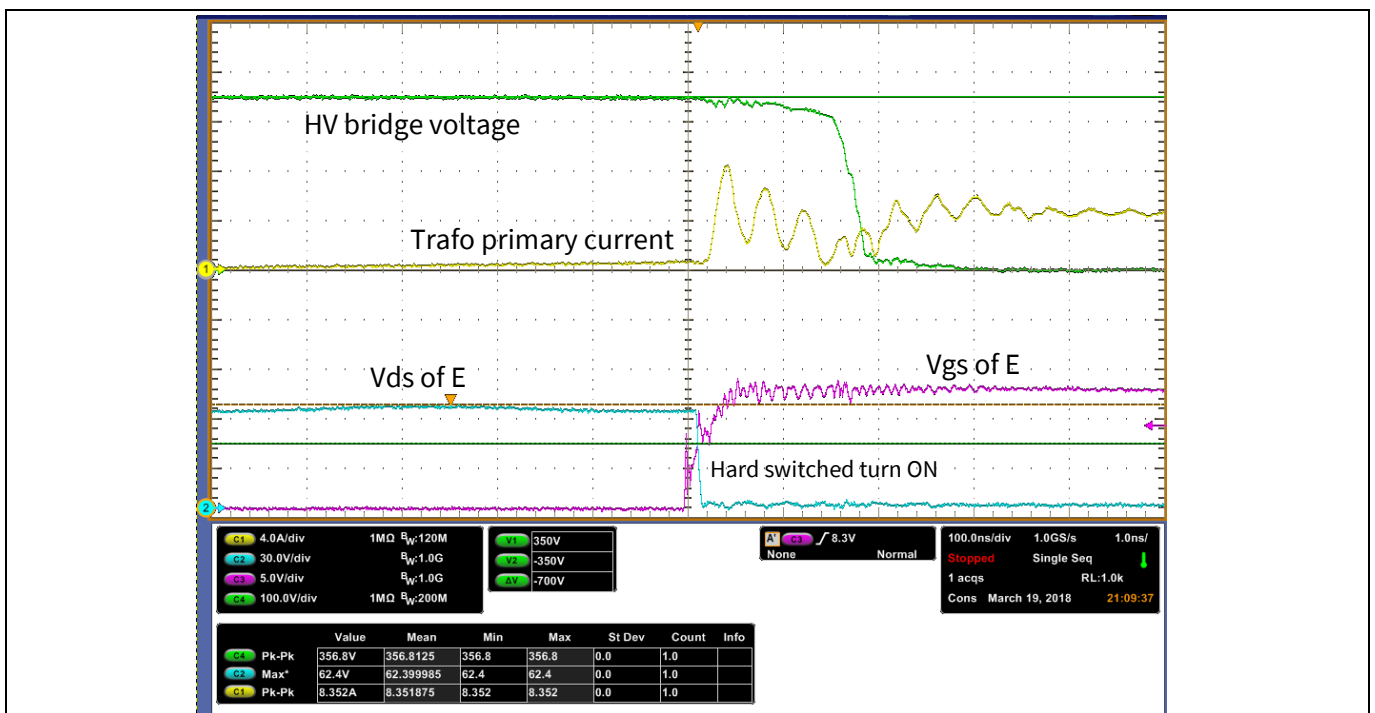 HV bridge voltage
Trafo primary current
1
Vds of E
Vgs of E
Hard switched turn ON
2
C1 4.0A/div 1MΩ BW:120M
C2 30.0V/div BW:1.0G
C3 5.0V/div BW:1.0G
C4 100.0V/div 1MΩ BW:200M
V1 350V
V2 -350V
ΔV -700V
A' C3 8.3V
None Normal
100.0ns/div 1.0GS/s 1.0ns/
Stopped Single Seq
1 acqs RL:1.0k
Cons March 19, 2018 21:09:37
Value Mean Min Max St Dev Count Info
C4 Pk-Pk 356.8V 356.8125 356.8 356.8 0.0 1.0
C2 Max* 62.4V 62.399985 62.4 62.4 0.0 1.0
C1 Pk-Pk 8.352A 8.351875 8.352 8.352 0.0 1.0